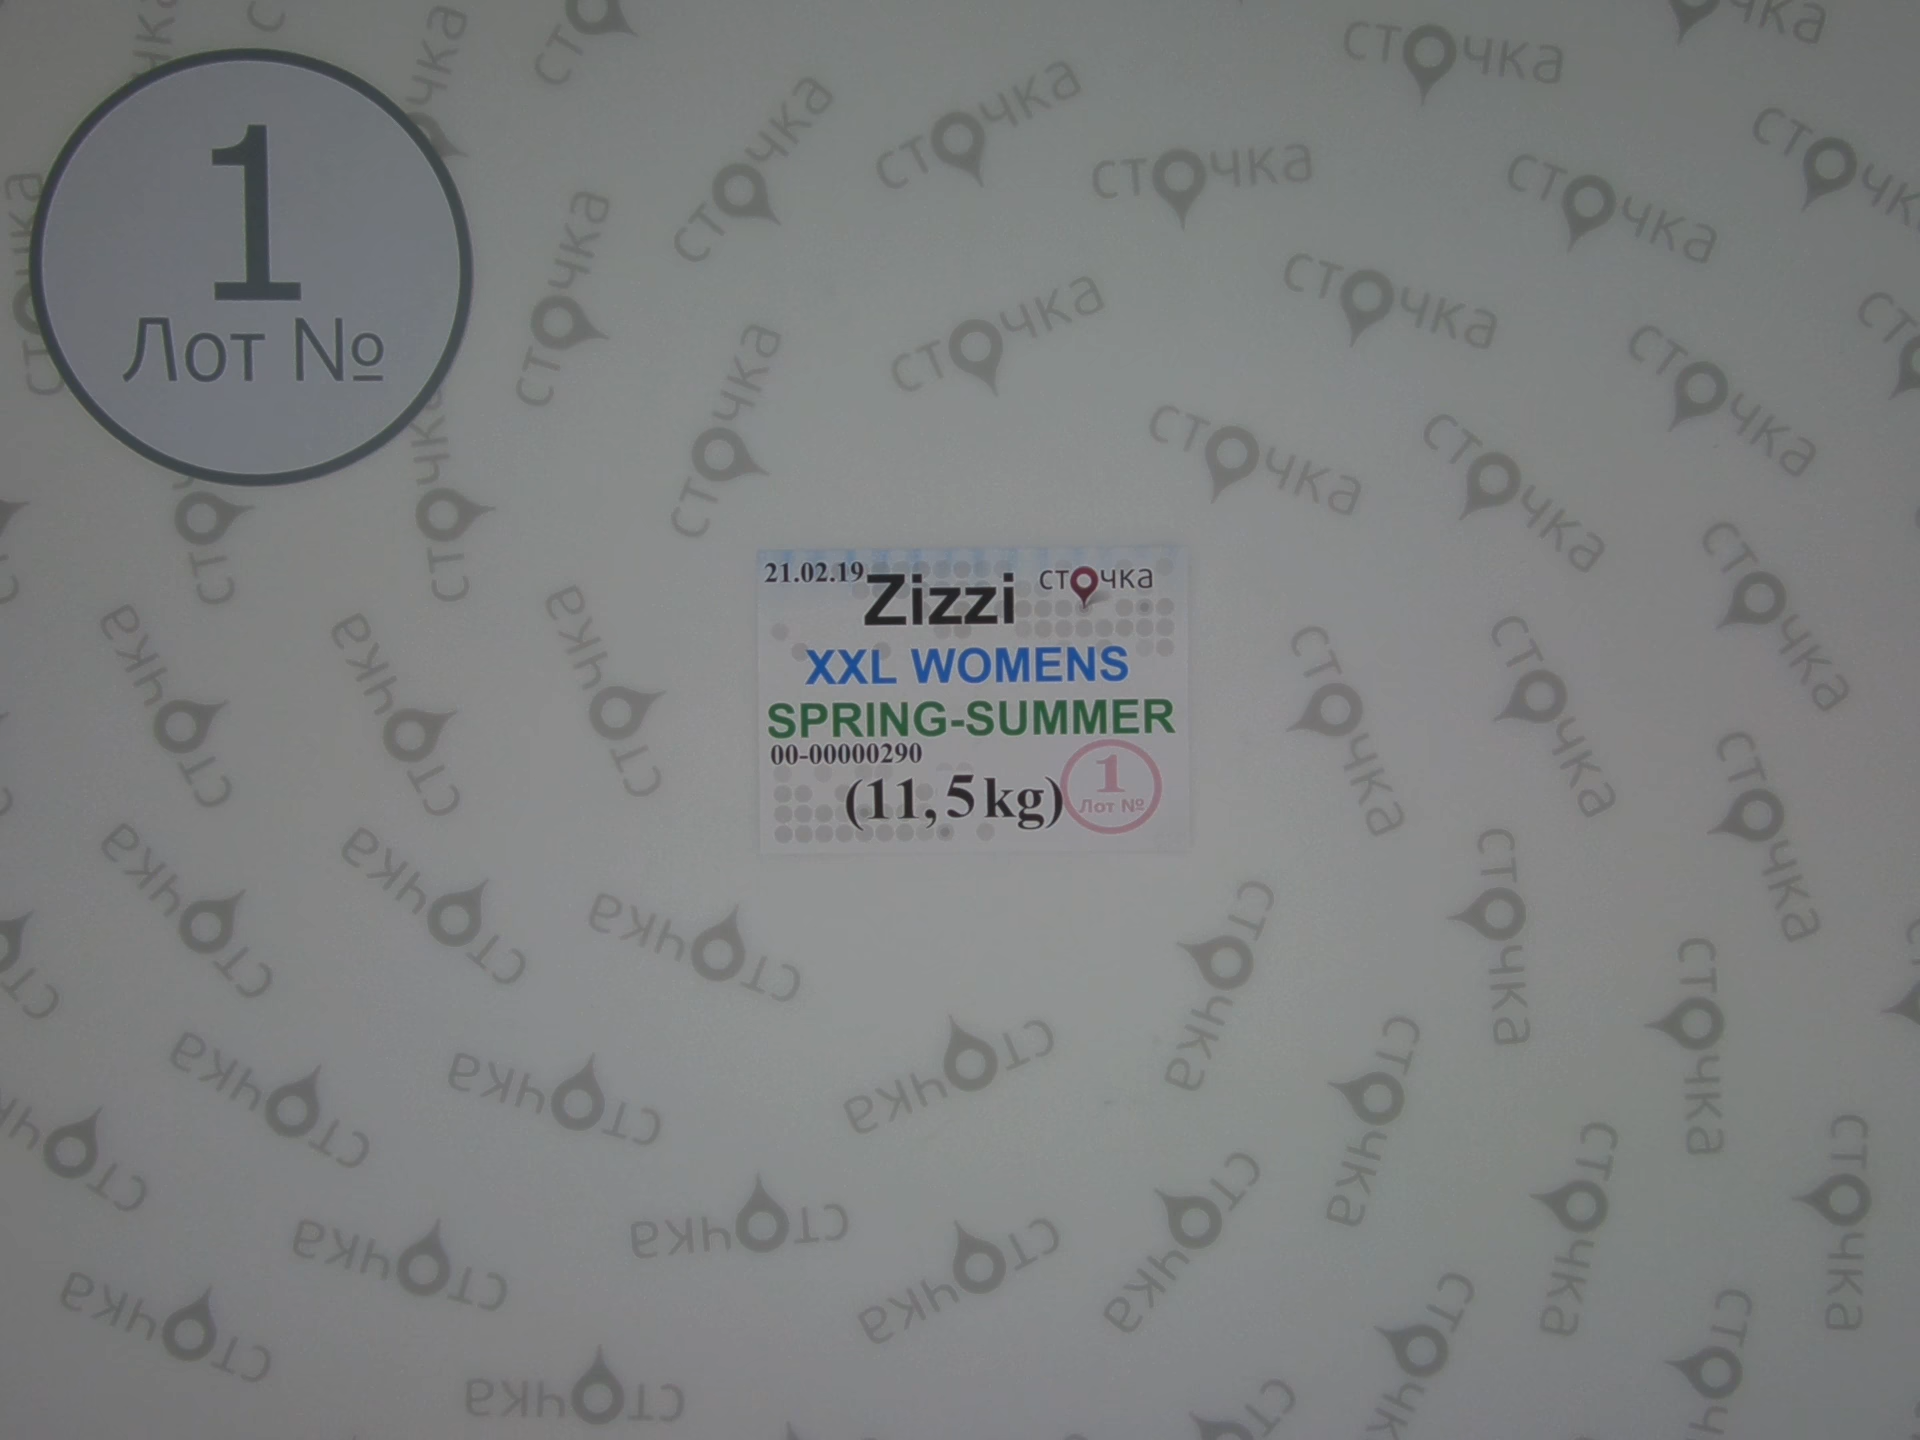 1
Лот №
21.02.19
Zizzi
сточка
XXL WOMENS
SPRING-SUMMER
00-00000290
(11,5kg)
1
Лот №
сточка